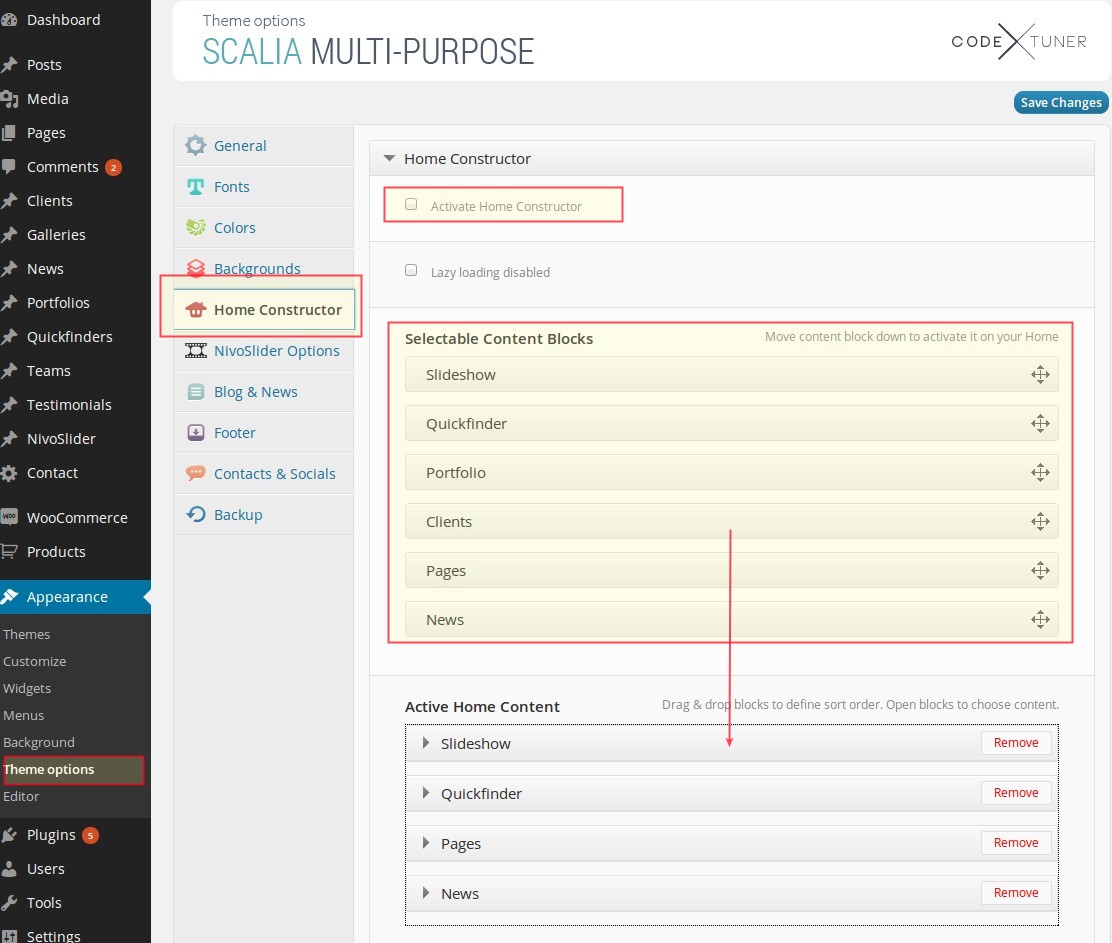 Dashboard
Posts
Media
Pages
Comments 2
Clients
Galleries
News
Portfolios
Quickfinders
Teams
Testimonials
NivoSlider
Contact
WOO WooCommerce
Products
Appearance
Themes
Customize
Widgets
Menus
Background
Theme options
Editor
Plugins 5
Users
Tools
Settings
Theme options
SCALIA MULTI-PURPOSE
CODE X TUNER
Save Changes
General
Fonts
Colors
Backgrounds
Home Constructor
NivoSlider Options
Blog & News
Footer
Contacts & Socials
Backup
Home Constructor
Activate Home Constructor
Lazy loading disabled
Selectable Content Blocks Move content block down to activate it on your Home
Slideshow
Quickfinder
Portfolio
Clients
Pages
News
Active Home Content Drag & drop blocks to define sort order. Open blocks to choose content.
Slideshow Remove
Quickfinder Remove
Pages Remove
News Remove